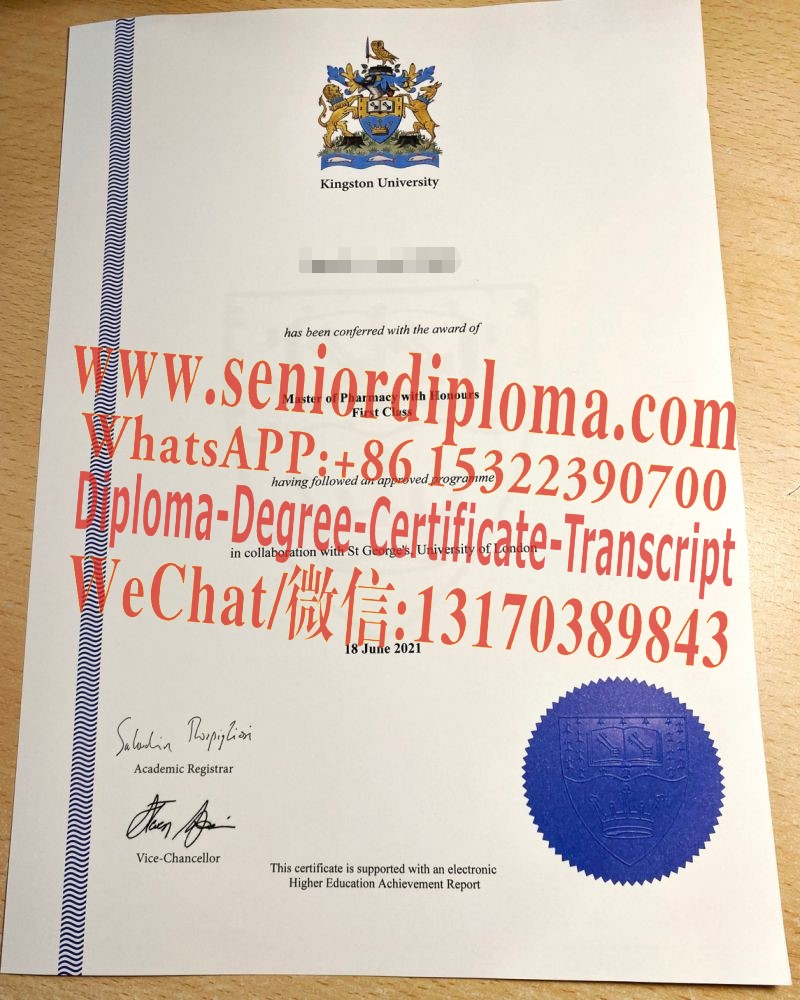 Kingston University
has been conferred with the award of
www.seniordiploma.com
Master of Pharmacy with Honours
First Class
WhatsAPP:+86 15322390700
having followed an approved programme
Diploma-Degree-Certificate-Transcript
in collaboration with St George's, University of London
WeChat/微信:13170389843
18 June 2021
Academic Registrar
Vice-Chancellor
This certificate is supported with an electronic
Higher Education Achievement Report